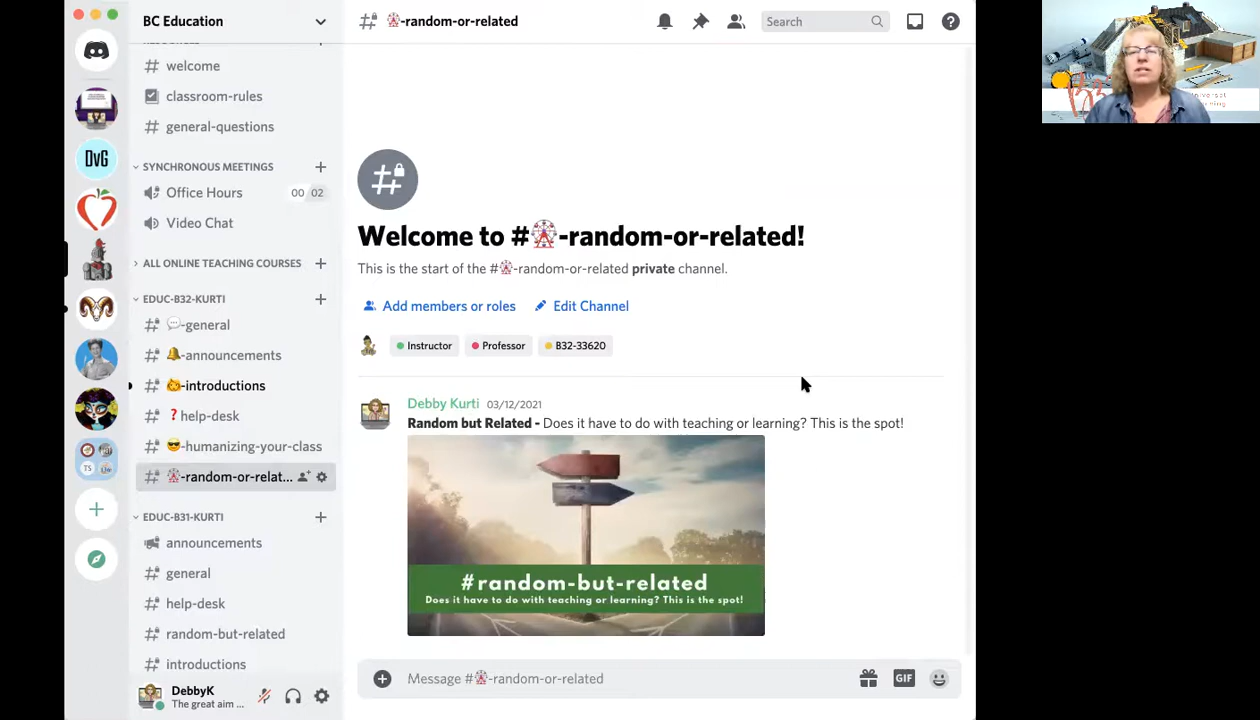 BC Education
-random-or-related
Search
welcome
classroom-rules
general-questions
SYNCHRONOUS MEETINGS
Office Hours 00 02
Video Chat
ALL ONLINE TEACHING COURSES
EDUC-B32-KURTI
-general
-announcements
-introductions
help-desk
-humanizing-your-class
-random-or-relat...
EDUC-B31-KURTI
announcements
general
help-desk
random-but-related
introductions
DebbyK
The great aim ...
DvG
TS
Welcome to #-random-or-related!
This is the start of the #-random-or-related private channel.
Add members or roles Edit Channel
Instructor Professor B32-33620
Debby Kurti 03/12/2021
Random but Related - Does it have to do with teaching or learning? This is the spot!
#random-but-related
Does it have to do with teaching or learning? This is the spot!
Message #-random-or-related
GIF